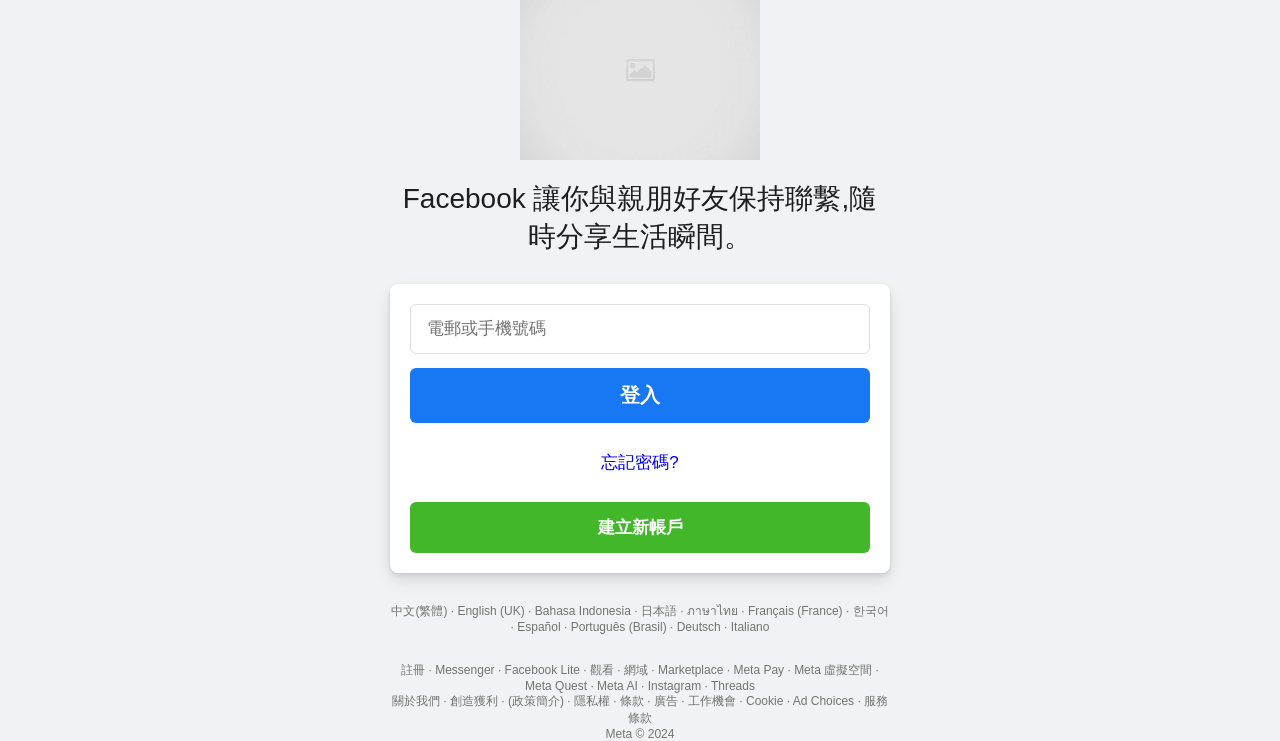 Facebook 讓你與親朋好友保持聯繫,隨
時分享生活瞬間。
電郵或手機號碼
登入
忘記密碼?
建立新帳戶
中文(繁體) · English (UK) · Bahasa Indonesia · 日本語 · ภาษาไทย · Français (France) · 한국어
· Español · Português (Brasil) · Deutsch · Italiano
註冊 · Messenger · Facebook Lite · 觀看 · 網域 · Marketplace · Meta Pay · Meta 虛擬空間 ·
Meta Quest · Meta AI · Instagram · Threads
關於我們 · 創造獲利 · (政策簡介) · 隱私權 · 條款 · 廣告 · 工作機會 · Cookie · Ad Choices · 服務
條款
Meta © 2024